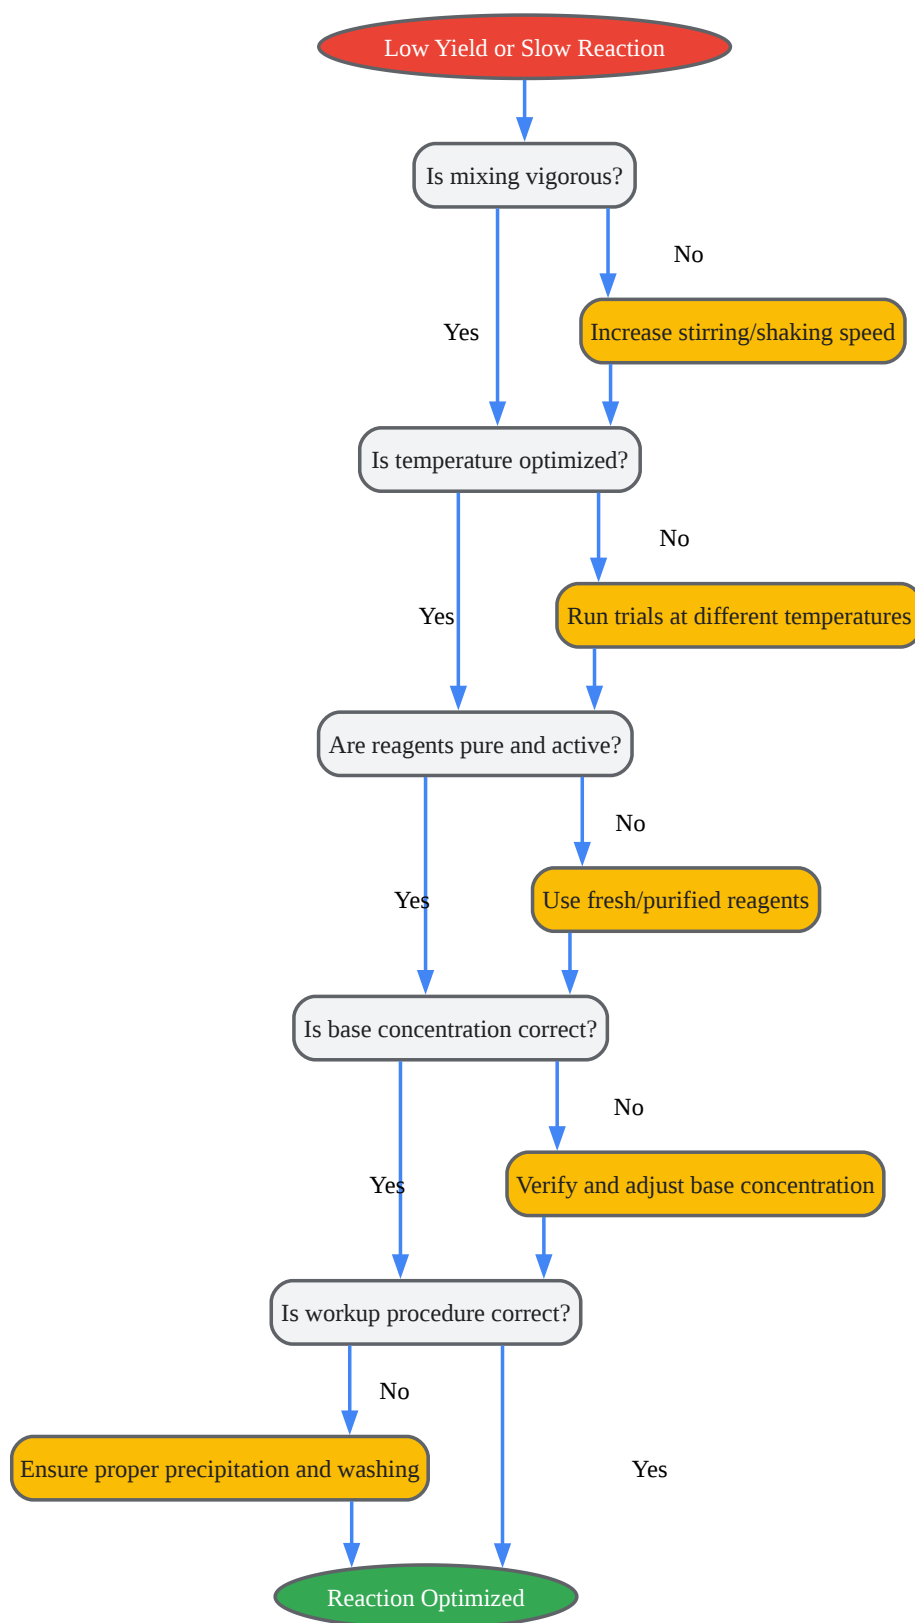 Low Yield or Slow Reaction
Is mixing vigorous?
No
Yes
Increase stirring/shaking speed
Is temperature optimized?
No
Yes
Run trials at different temperatures
Are reagents pure and active?
No
Yes
Use fresh/purified reagents
Is base concentration correct?
No
Yes
Verify and adjust base concentration
Is workup procedure correct?
No
Ensure proper precipitation and washing
Yes
Reaction Optimized